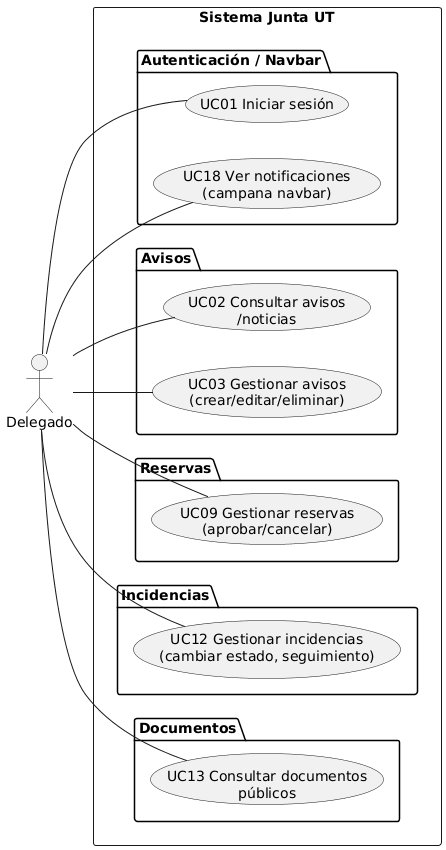 Sistema Junta UT
Autenticación / Navbar
UC01 Iniciar sesión
UC18 Ver notificaciones
(campana navbar)
Avisos
UC02 Consultar avisos
/noticias
UC03 Gestionar avisos
(crear/editar/eliminar)
Delegado
Reservas
UC09 Gestionar reservas
(aprobar/cancelar)
Incidencias
UC12 Gestionar incidencias
(cambiar estado, seguimiento)
Documentos
UC13 Consultar documentos
públicos